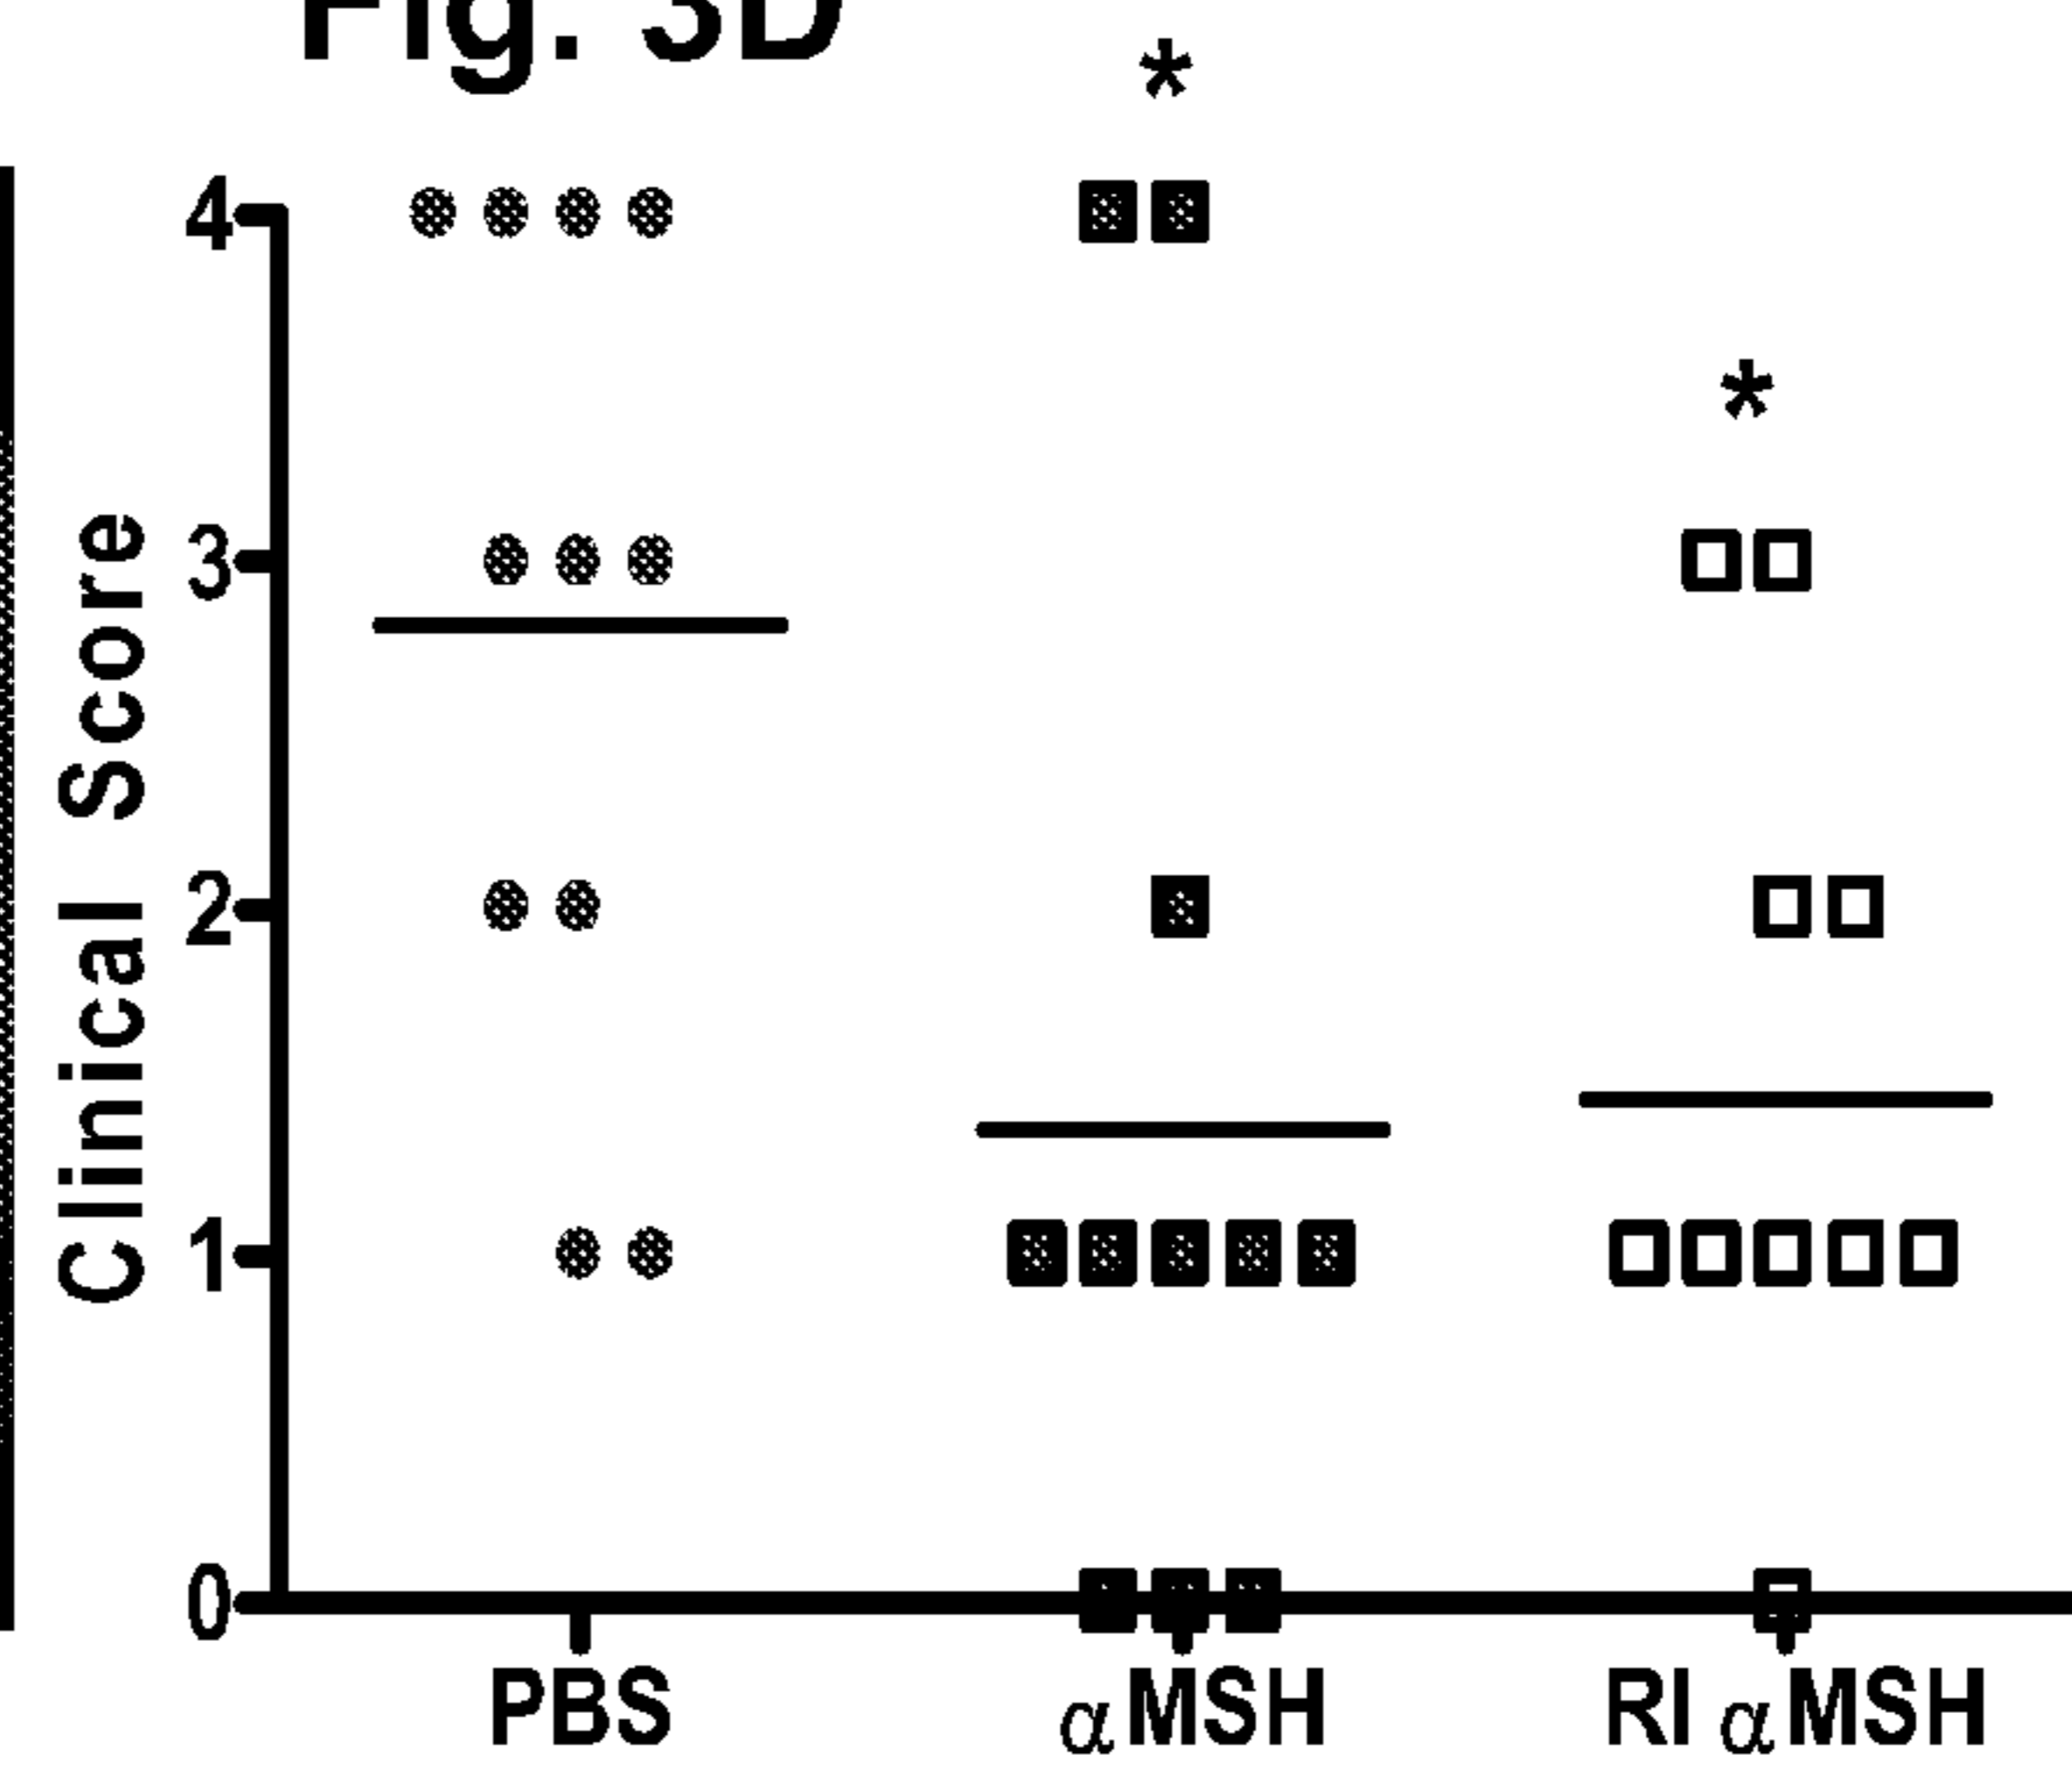 Fig. 3D
*
*
4
3
2
1
0
Clinical Score
PBS
αMSH
RI αMSH